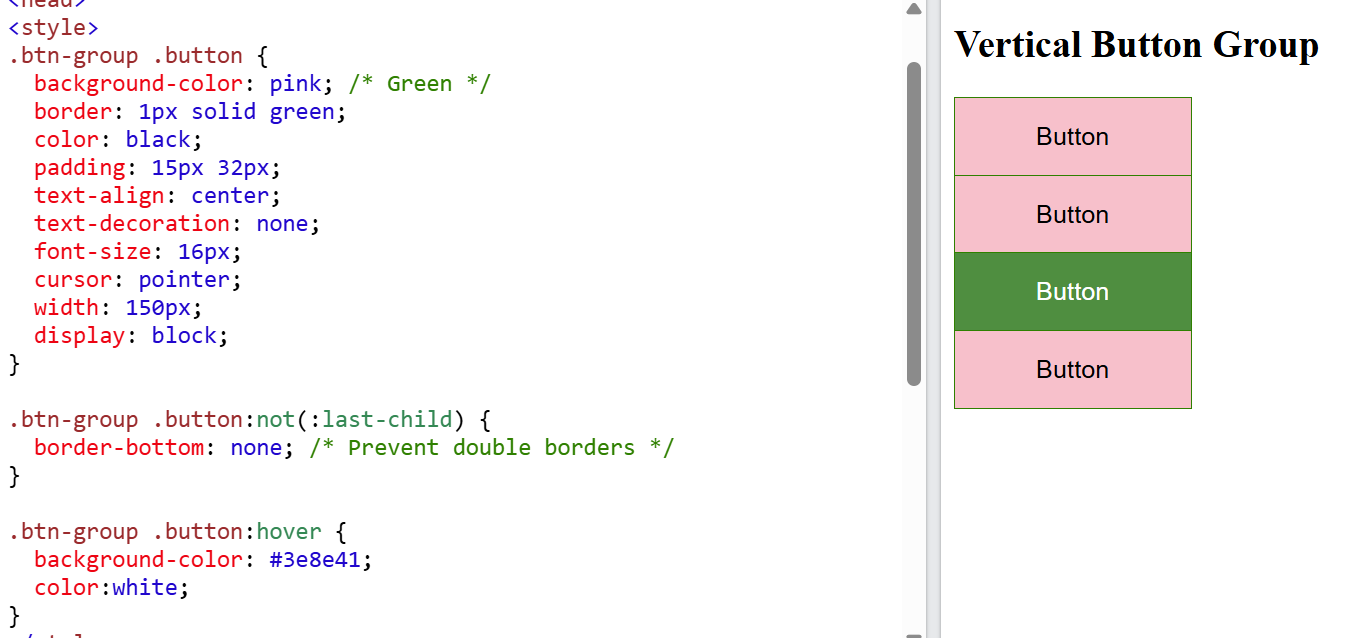 <head>
<style>
.btn-group .button {
  background-color: pink; /* Green */
  border: 1px solid green;
  color: black;
  padding: 15px 32px;
  text-align: center;
  text-decoration: none;
  font-size: 16px;
  cursor: pointer;
  width: 150px;
  display: block;
}

.btn-group .button:not(:last-child) {
  border-bottom: none; /* Prevent double borders */
}

.btn-group .button:hover {
  background-color: #3e8e41;
  color:white;
}
Vertical Button Group
Button
Button
Button
Button